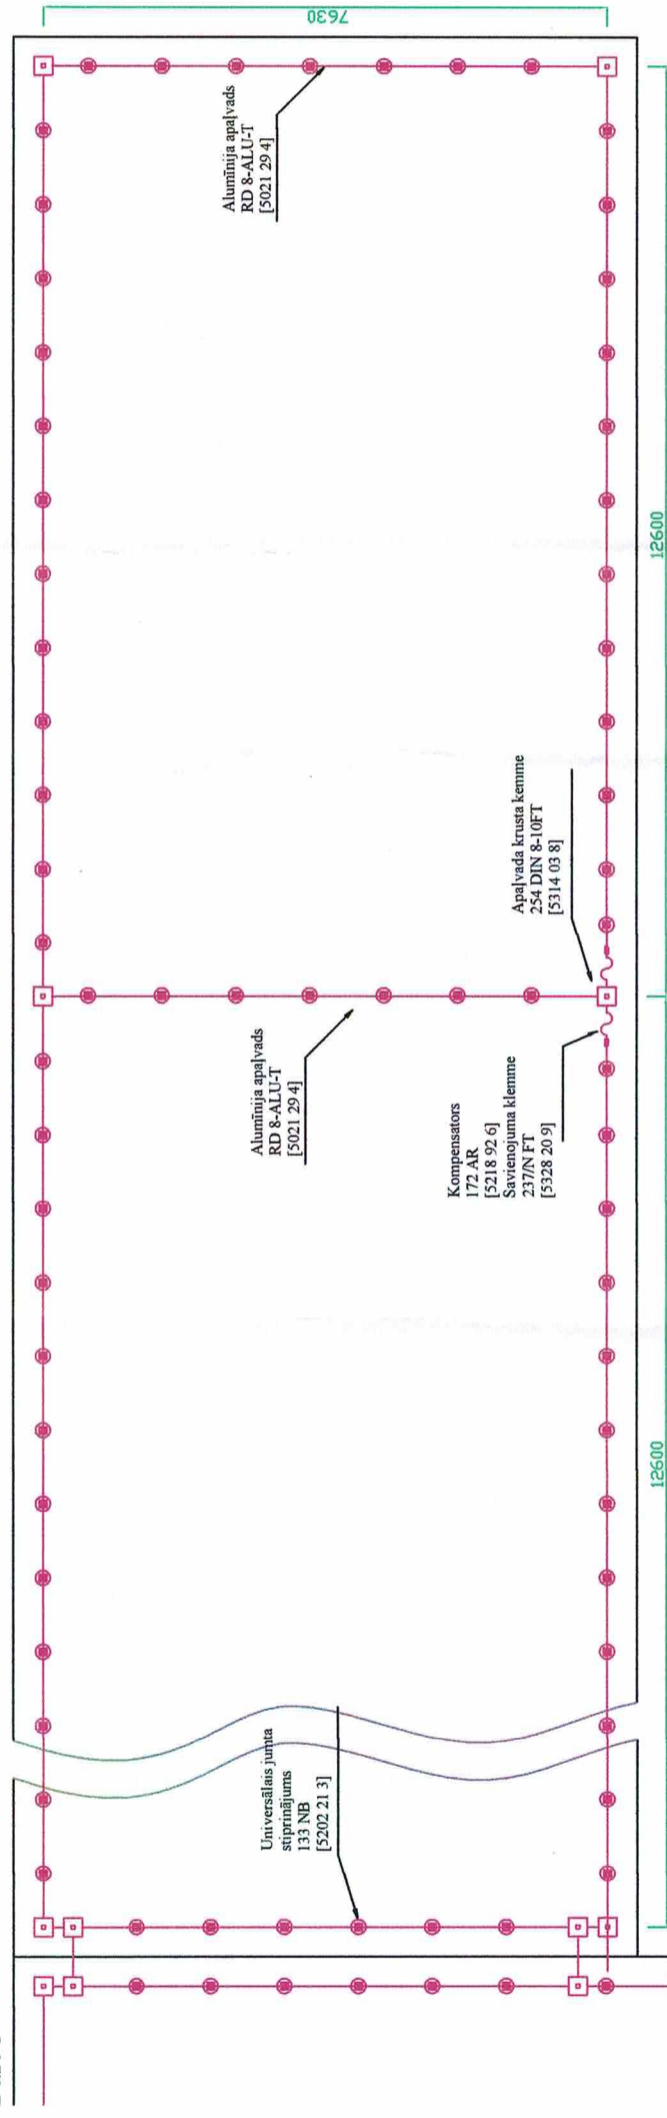 7630
Alumīnija apaļvads
RD 8-ALU-T
[5021 29 4]
12600
Apaļvada krusta kemme
254 DIN 8-10FT
[5314 03 8]
Alumīnija apaļvads
RD 8-ALU-T
[5021 29 4]
Kompensators
172 AR
[5218 92 6]
Savienojuma klemme
237/N FT
[5328 20 9]
12600
Universālais jumta
stiprinājums
133 NB
[5202 21 3]